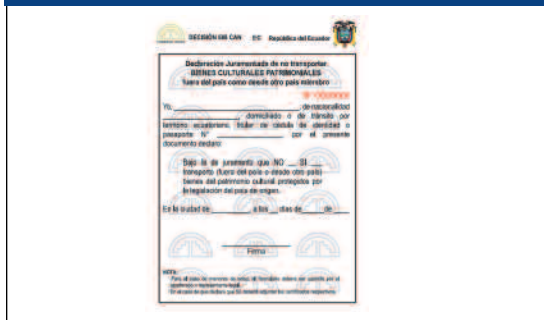 DECISIÓN 588 CAN EC República del Ecuador
Declaración Juramentada de no transportar
BIENES CULTURALES PATRIMONIALES
fuera del país como desde otro país miembro
Yo, ; de nacionalidad
, domiciliado o de tránsito por
territorio ecuatoriano, titular de cédula de identidad o
pasaporte N° por el presente
documento declaro:
Bajo la de juramento que NO __ SI __
transporto (fuera del país o desde otro país)
bienes del patrimonio cultural protegidos por
la legislación del país de origen.
En la ciudad de a los __ días de de
Firma
NOTA: